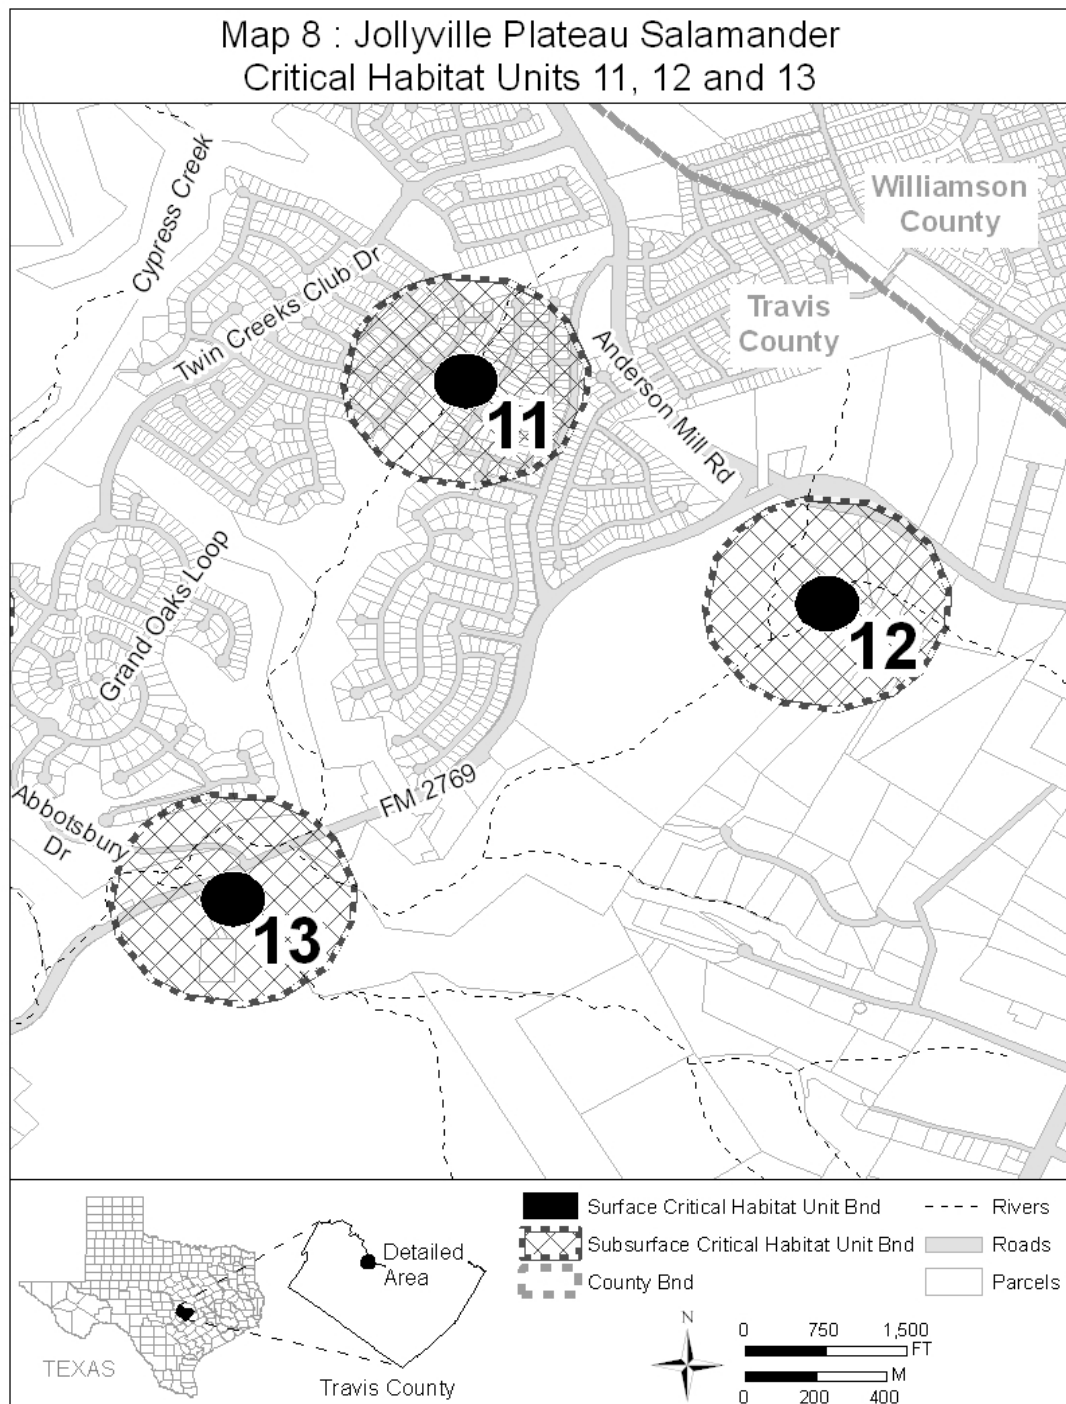 Map 8 : Jollyville Plateau Salamander
Critical Habitat Units 11, 12 and 13
Cypress Creek
Williamson
County
Twin Creeks Club Dr
Travis
County
Anderson Mill Rd
11
Grand Oaks Loop
12
FM 2769
Abbotsbury
Dr
13
Surface Critical Habitat Unit Bnd
Subsurface Critical Habitat Unit Bnd
County Bnd
Rivers
Roads
Parcels
Detailed
Area
TEXAS
Travis County
N
0 750 1,500
FT
M
0 200 400